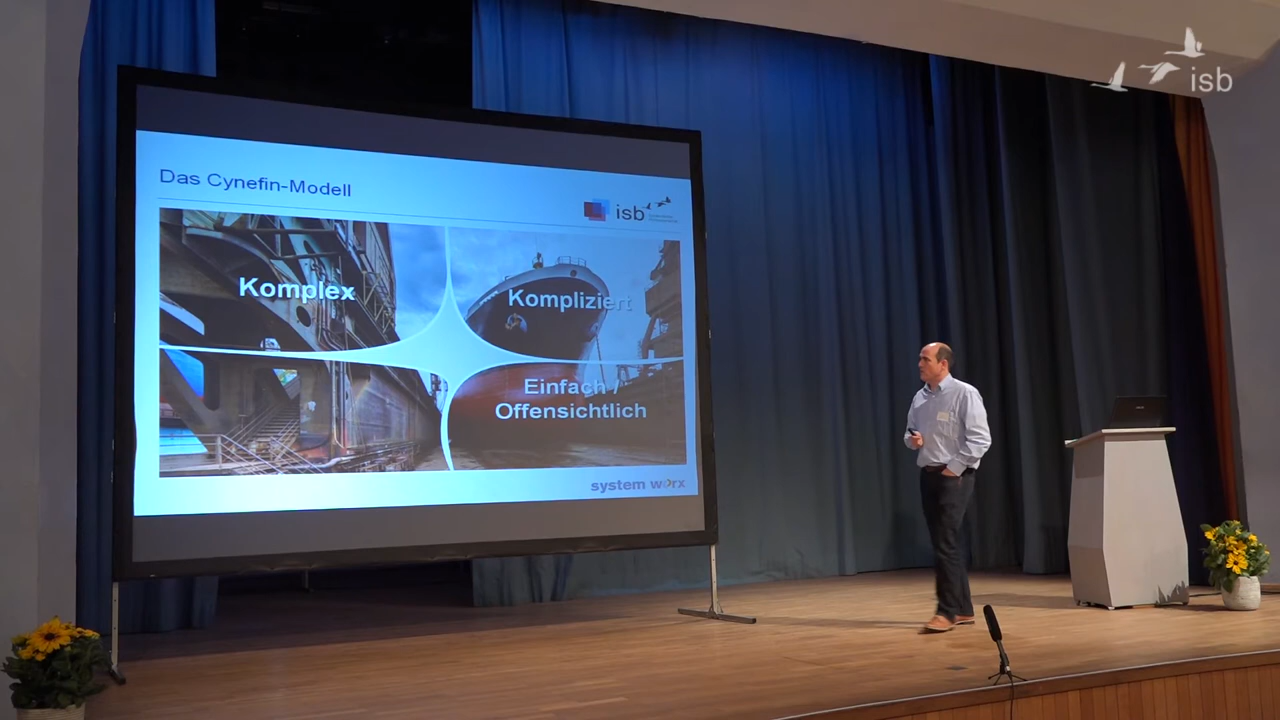 isb
Das Cynefin-Modell
isb
Komplex
Kompliziert
Einfach /
Offensichtlich
system worx